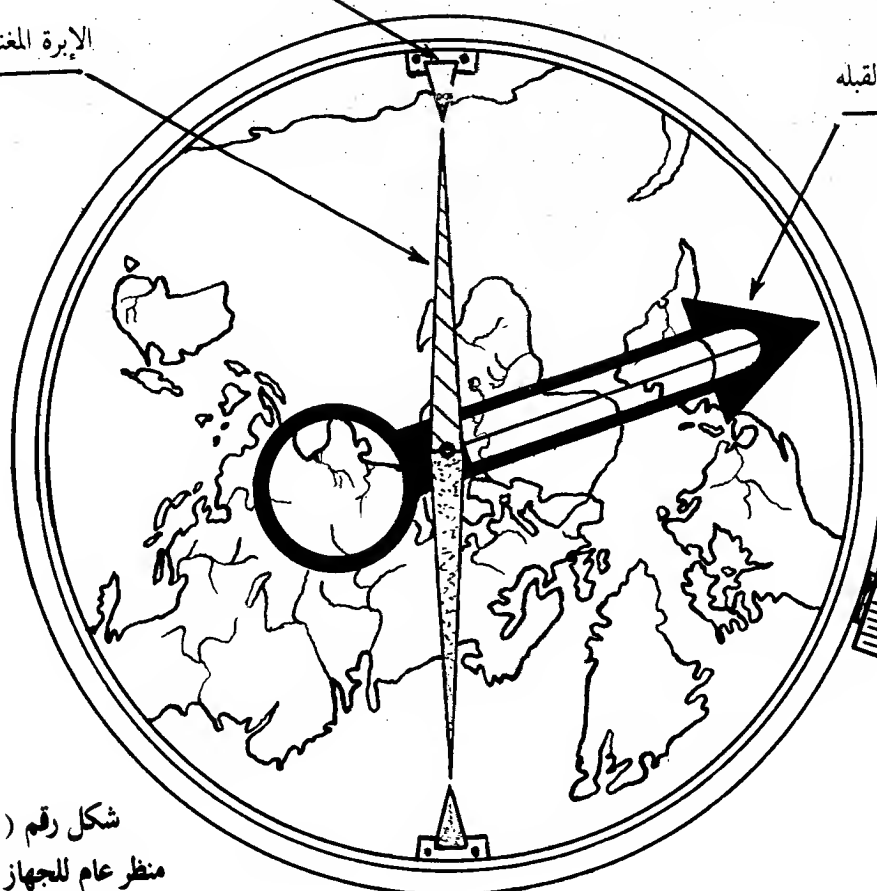 الإبرة المغن
القبله
شكل رقم (
منظر عام للجهاز